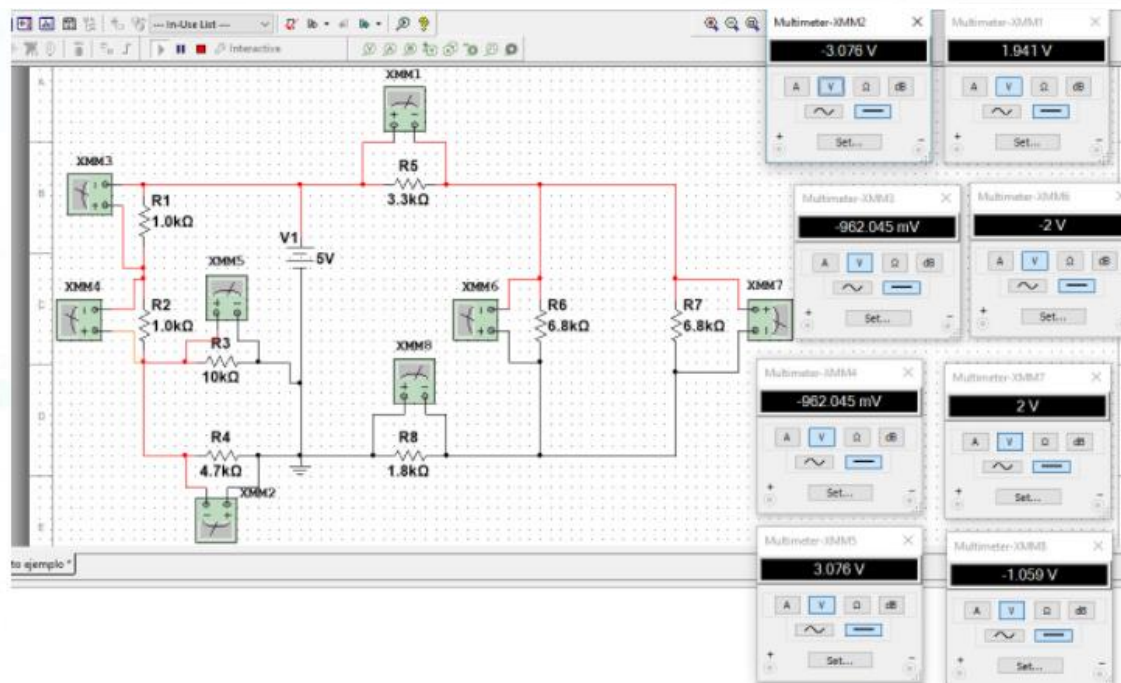 --- In-Use List ---
Interactive
Multimeter-XMM2
-3.076 V
A V Ω dB
+ Set... -
Multimeter-XMM1
1.941 V
A V Ω dB
+ Set... -
Multimeter-XMM3
-962.045 mV
A V Ω dB
+ Set... -
Multimeter-XMM6
-2 V
A V Ω dB
+ Set... -
Multimeter-XMM4
-962.045 mV
A V Ω dB
+ Set... -
Multimeter-XMM7
2 V
A V Ω dB
+ Set... -
Multimeter-XMM5
3.076 V
A V Ω dB
+ Set... -
Multimeter-XMM8
-1.059 V
A V Ω dB
+ Set... -
XMM1
XMM3
R1
1.0kΩ
R5
3.3kΩ
V1
5V
XMM4
R2
1.0kΩ
XMM5
XMM6
R6
6.8kΩ
R7
6.8kΩ
XMM7
R3
10kΩ
XMM8
R4
4.7kΩ
R8
1.8kΩ
XMM2
to ejemplo *